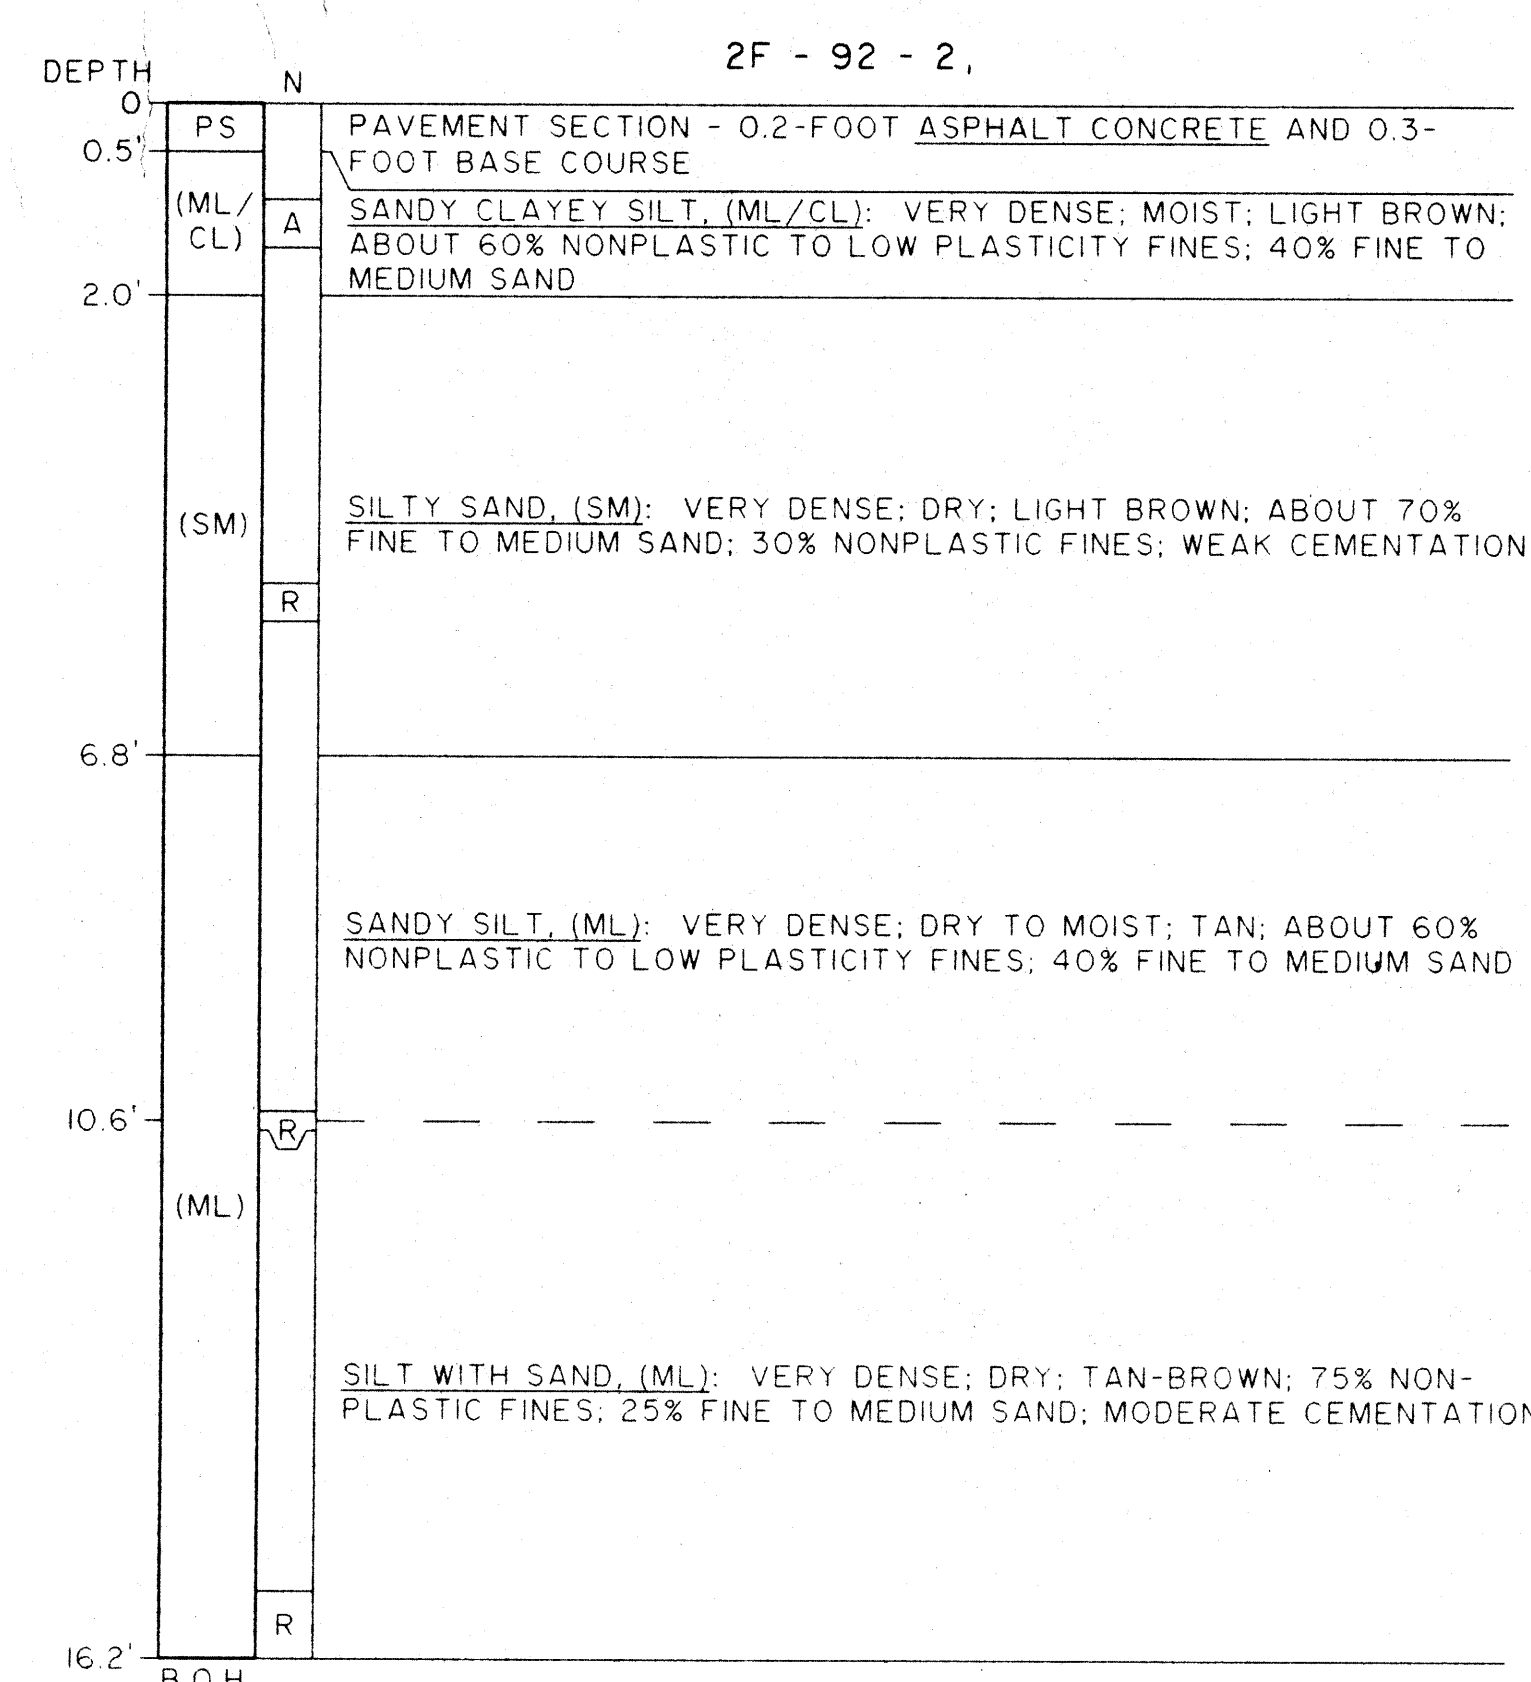 2F - 92 - 2,
DEPTH
N
0
PS
PAVEMENT SECTION - 0.2-FOOT ASPHALT CONCRETE AND 0.3-
FOOT BASE COURSE
0.5'
(ML/
CL)
A
SANDY CLAYEY SILT, (ML/CL): VERY DENSE; MOIST; LIGHT BROWN;
ABOUT 60% NONPLASTIC TO LOW PLASTICITY FINES; 40% FINE TO
MEDIUM SAND
2.0'
(SM)
SILTY SAND, (SM): VERY DENSE; DRY; LIGHT BROWN; ABOUT 70%
FINE TO MEDIUM SAND; 30% NONPLASTIC FINES; WEAK CEMENTATION
R
6.8'
SANDY SILT, (ML): VERY DENSE; DRY TO MOIST; TAN; ABOUT 60%
NONPLASTIC TO LOW PLASTICITY FINES; 40% FINE TO MEDIUM SAND
10.6'
R
(ML)
SILT WITH SAND, (ML): VERY DENSE; DRY; TAN-BROWN; 75% NON-
PLASTIC FINES; 25% FINE TO MEDIUM SAND; MODERATE CEMENTATION
R
16.2'
B.O.H.